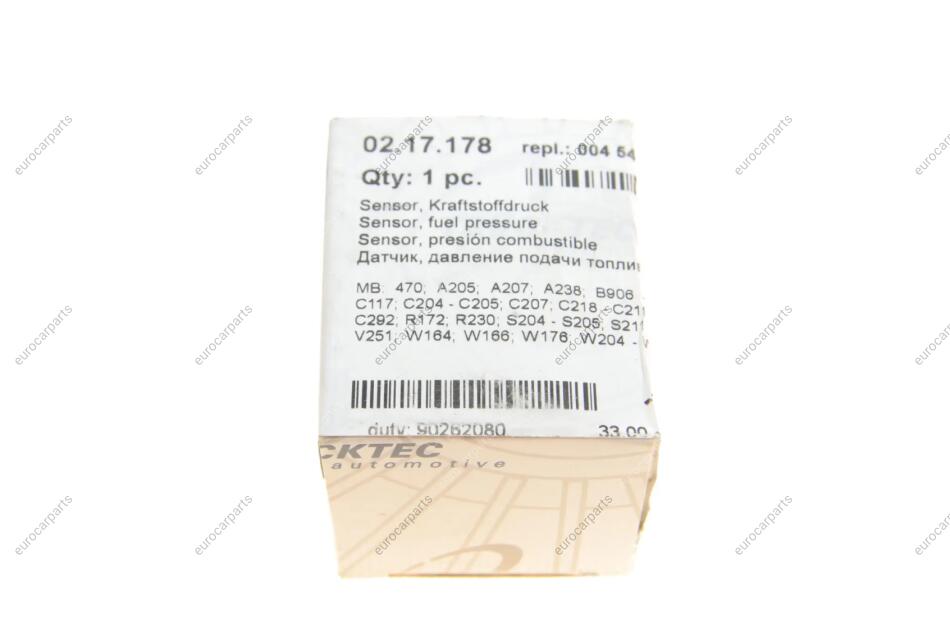 02.17.178 repl.: 004 54
Qty: 1 pc.
Sensor, Kraftstoffdruck
Sensor, fuel pressure
Sensor, presión combustible
Датчик, давление подачи топлив
MB: 470; A205; A207; A238; B906
C117; C204 - C205; C207; C218 - C21
C292; R172; R230; S204 - S205; S21
V251; W164; W166; W176; W204 -
duty: 90262080 33.00
CKTEC
automotive
eurocarparts